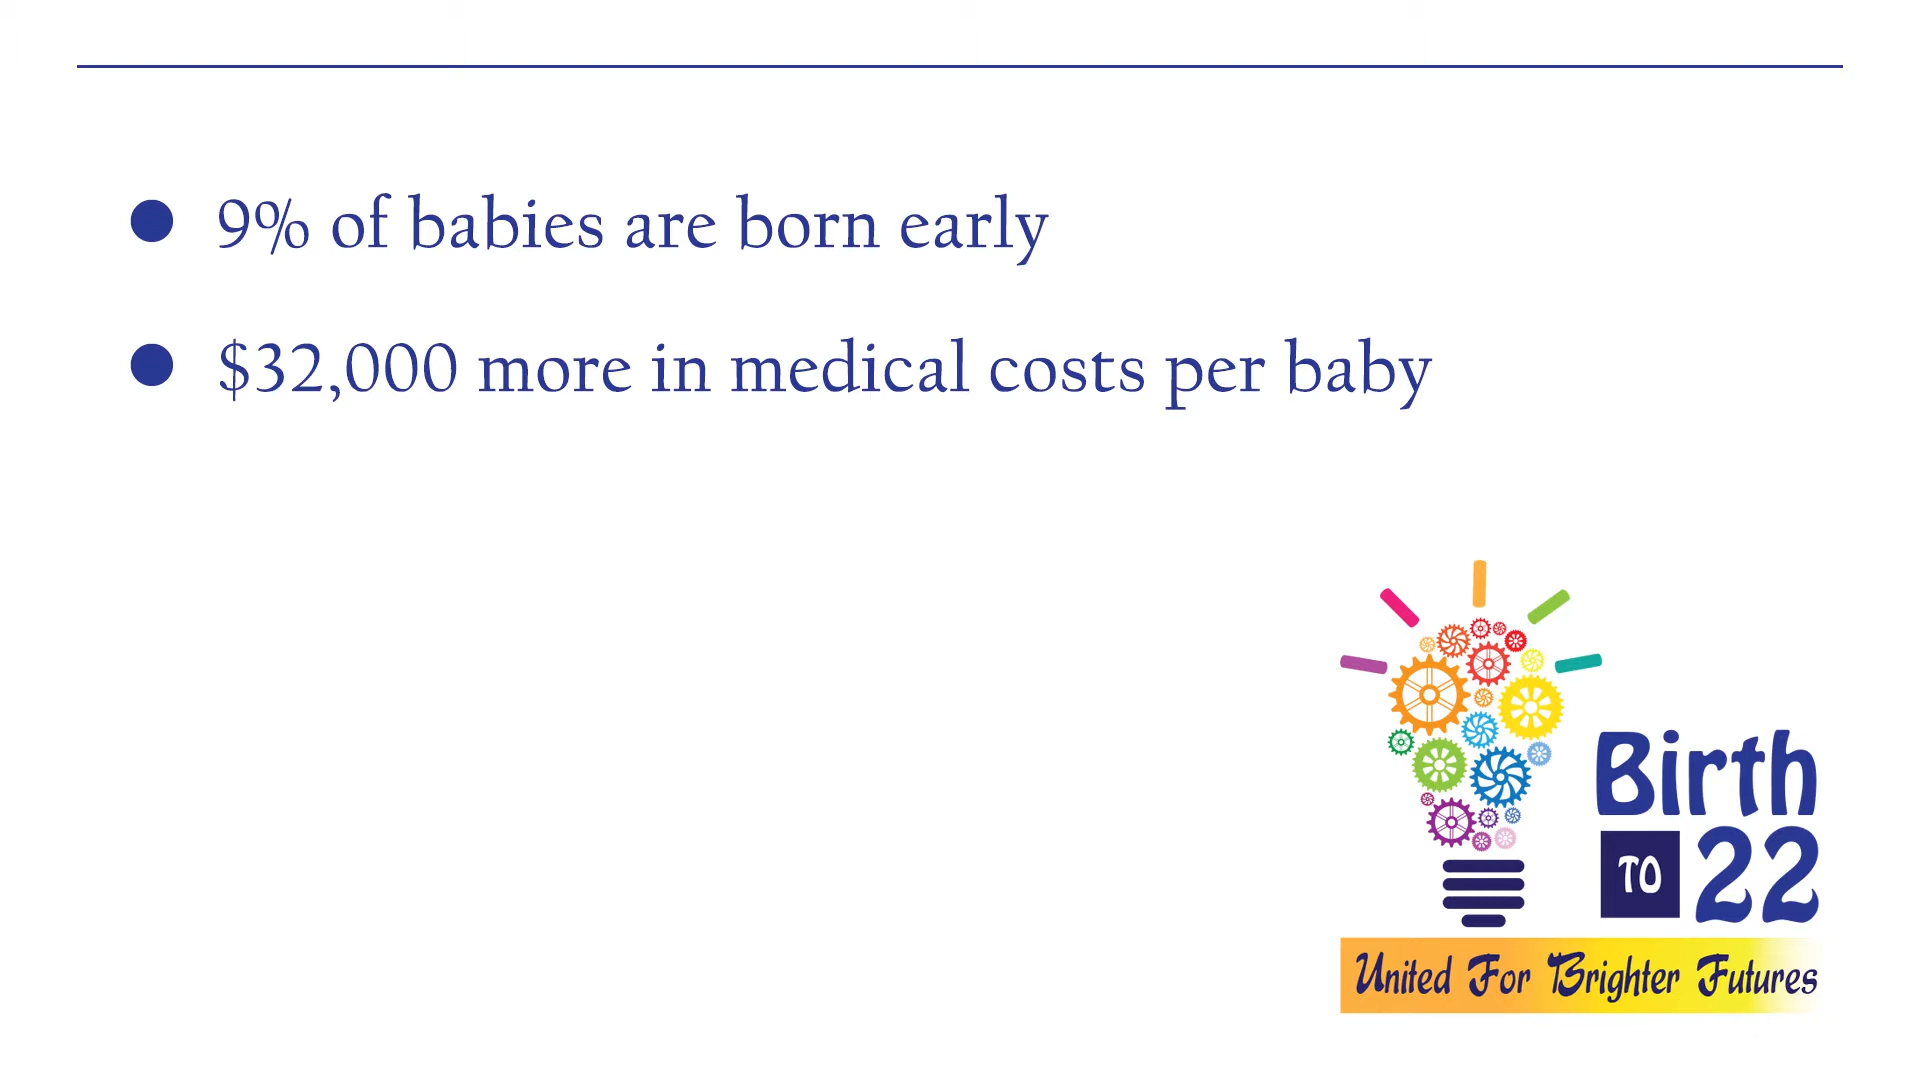 ● 9% of babies are born early
● $32,000 more in medical costs per baby
Birth
TO 22
United For Brighter Futures